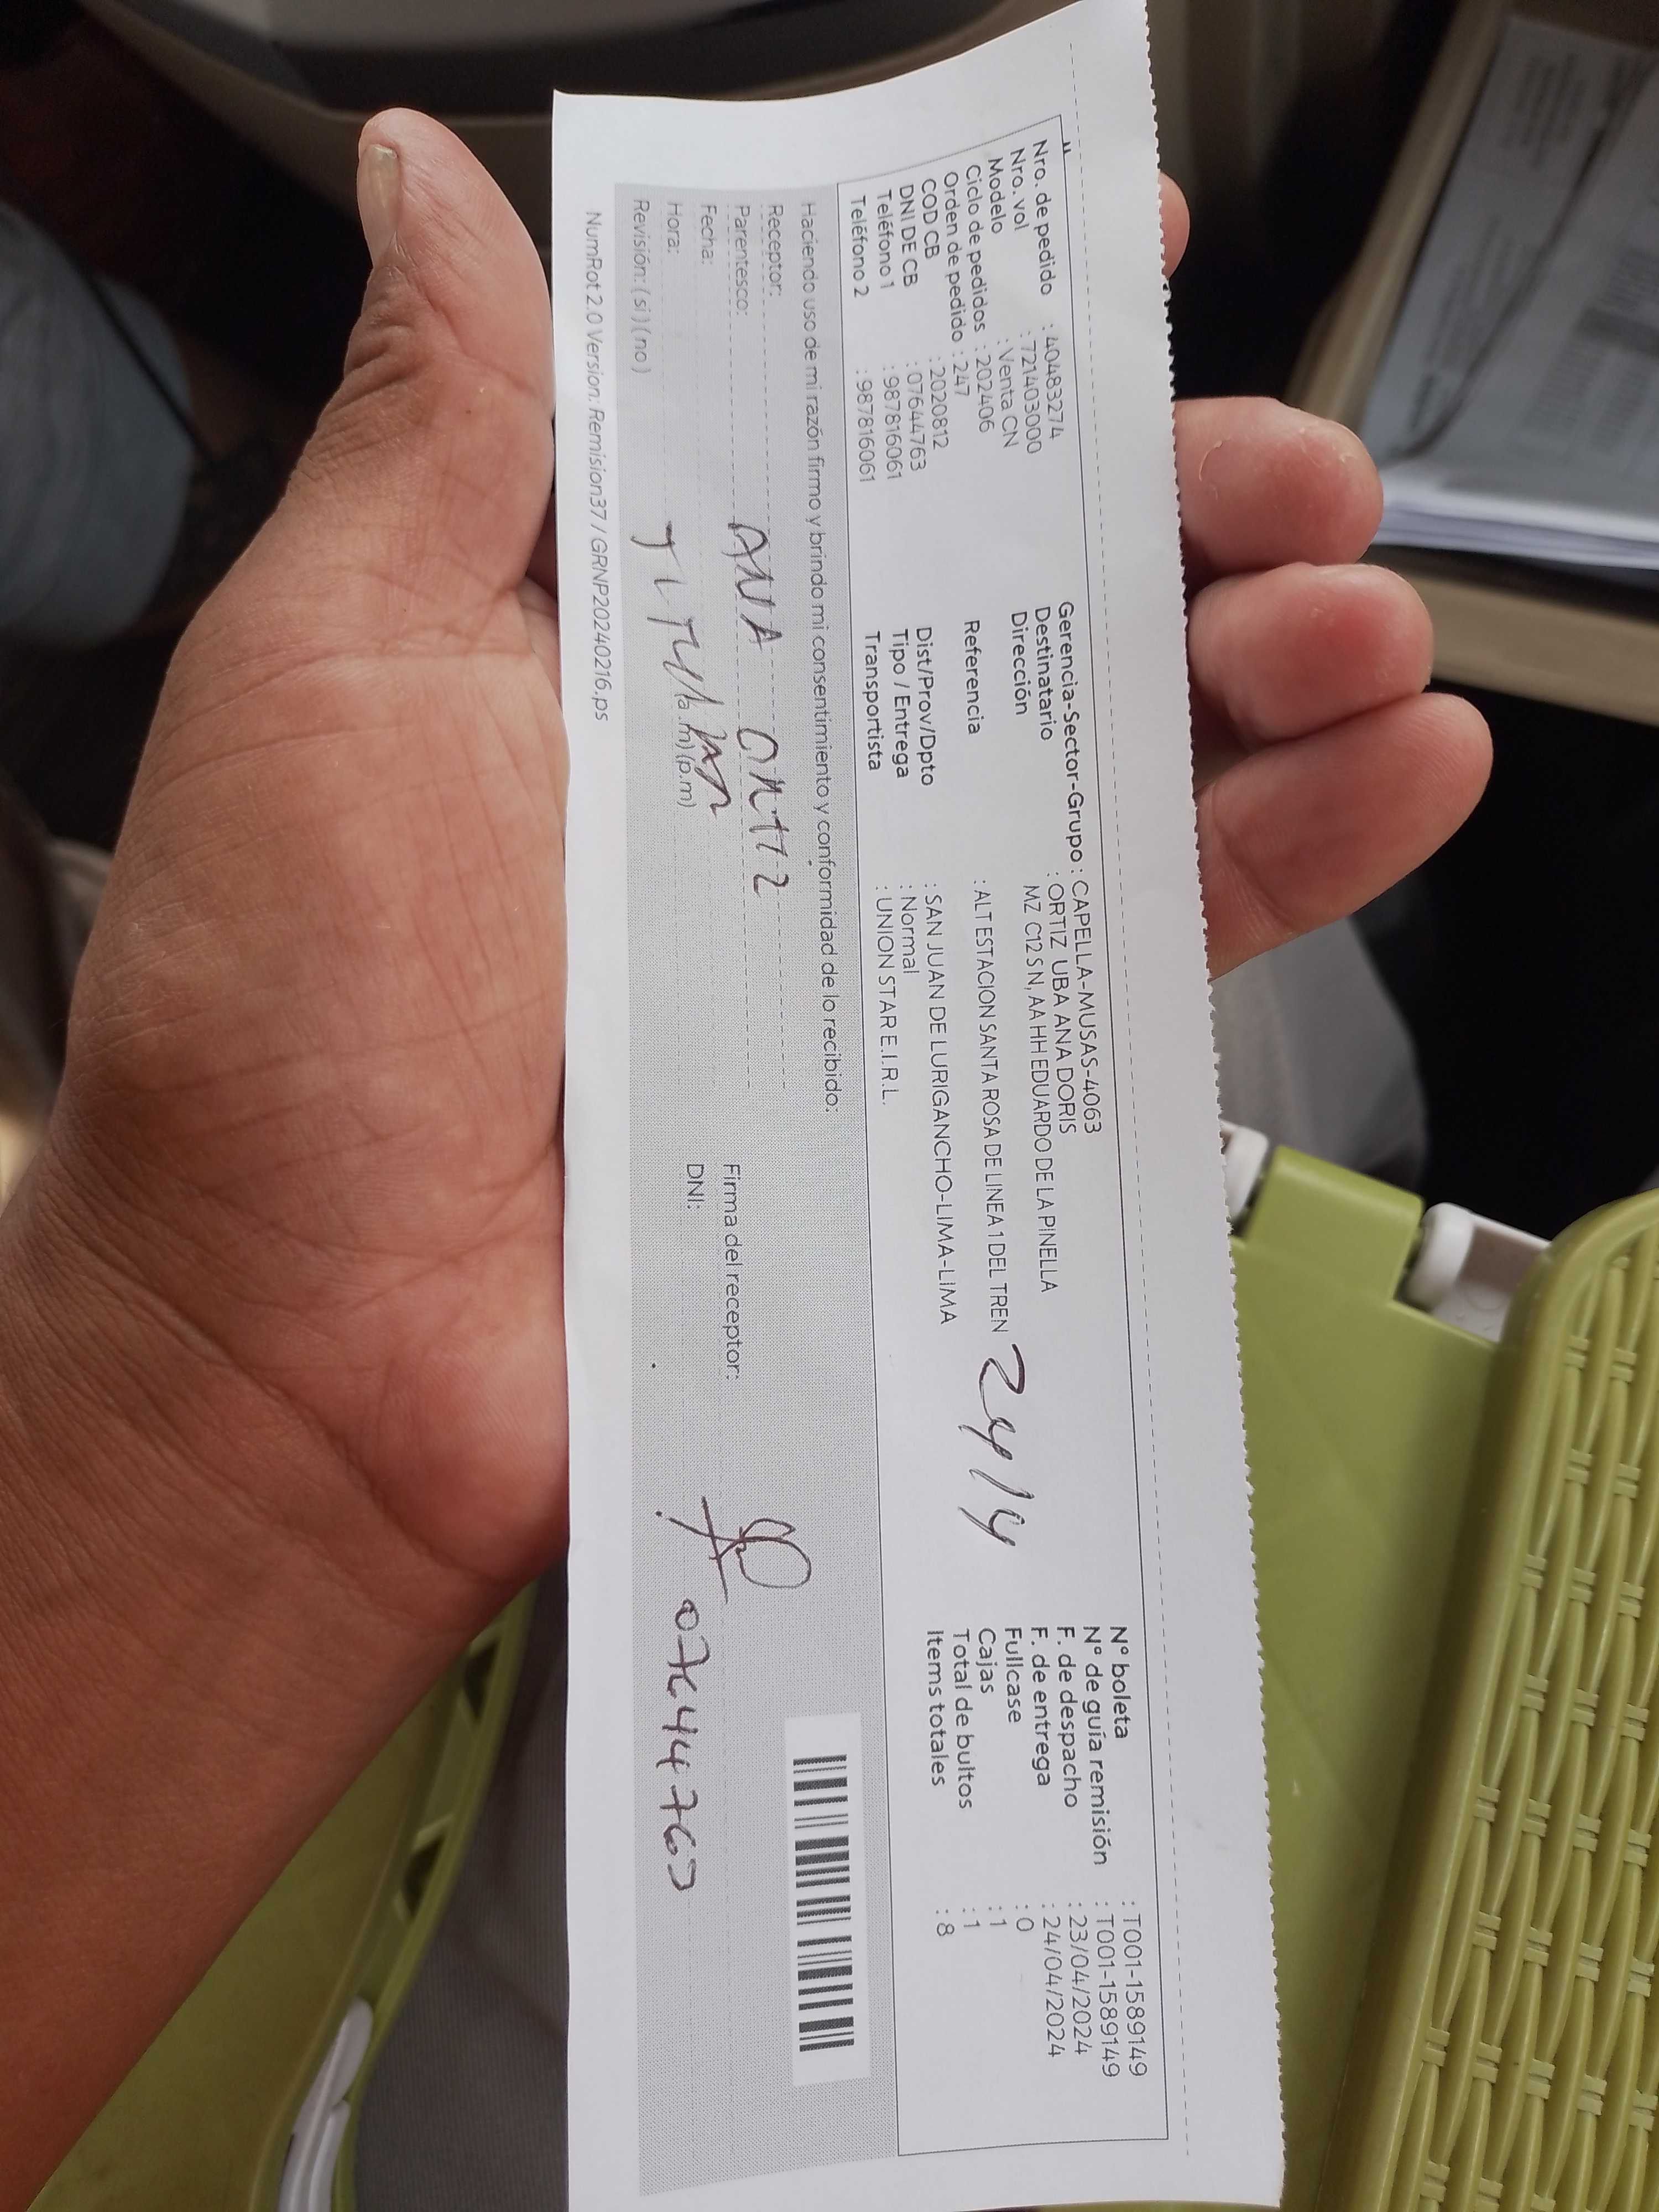 Nro. de pedido : 40483274
Nro. vol : 721403000
Modelo : Venta CN
Ciclo de pedidos : 202406
Orden de pedido : 247
COD CB : 2020812
DNI DE CB : 07644763
Teléfono 1 : 987816061
Teléfono 2 : 987816061
Gerencia-Sector-Grupo : CAPELLA-MUSAS-4063
Destinatario : ORTIZ UBA ANA DORIS
Dirección MZ C12 S N, AA HH EDUARDO DE LA PINELLA
Referencia : ALT ESTACION SANTA ROSA DE LINEA 1 DEL TREN
24/4
Dist/Prov/Dpto : SAN JUAN DE LURIGANCHO-LIMA-LIMA
Tipo / Entrega : Normal
Transportista : UNION STAR E.I.R.L.
N° boleta : T001-1589149
N° de guía remisión : T001-1589149
F. de despacho : 23/04/2024
F. de entrega : 24/04/2024
Fullcase : 0
Cajas : 1
Total de bultos : 1
Items totales : 8
Haciendo uso de mi razón firmo y brindo mi consentimiento y conformidad de lo recibido:
Receptor: ANA ORTIZ
Parentesco:
Fecha:
Hora: (a.m) (p.m)
Revisión: ( si ) ( no )
Firma del receptor:
DNI: 07644763
NumRot 2.0 Version: Remision37 / GRNP20240216.ps